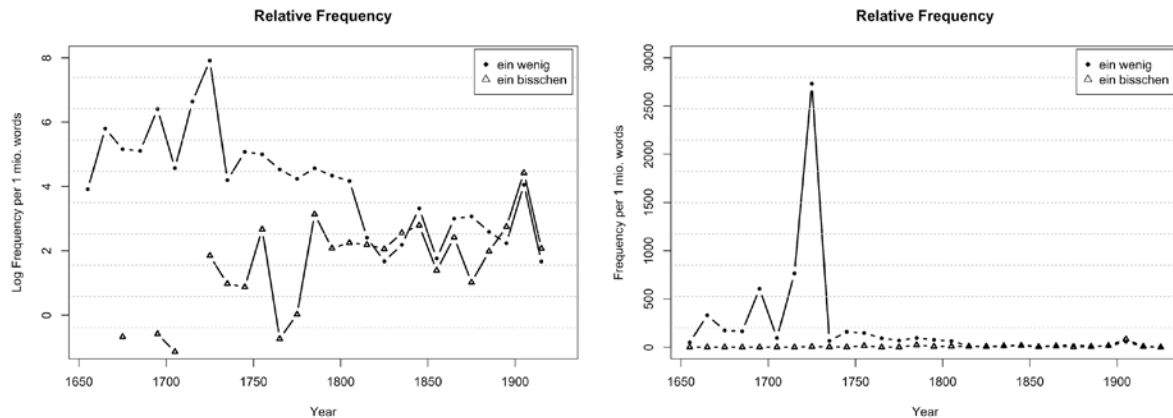 Relative Frequency
ein wenig
ein bisschen
Log Frequency per 1 mio. words
8
6
4
2
0
1650 1700 1750 1800 1850 1900
Year
Relative Frequency
ein wenig
ein bisschen
Frequency per 1 mio. words
3000
2500
2000
1500
1000
500
0
1650 1700 1750 1800 1850 1900
Year